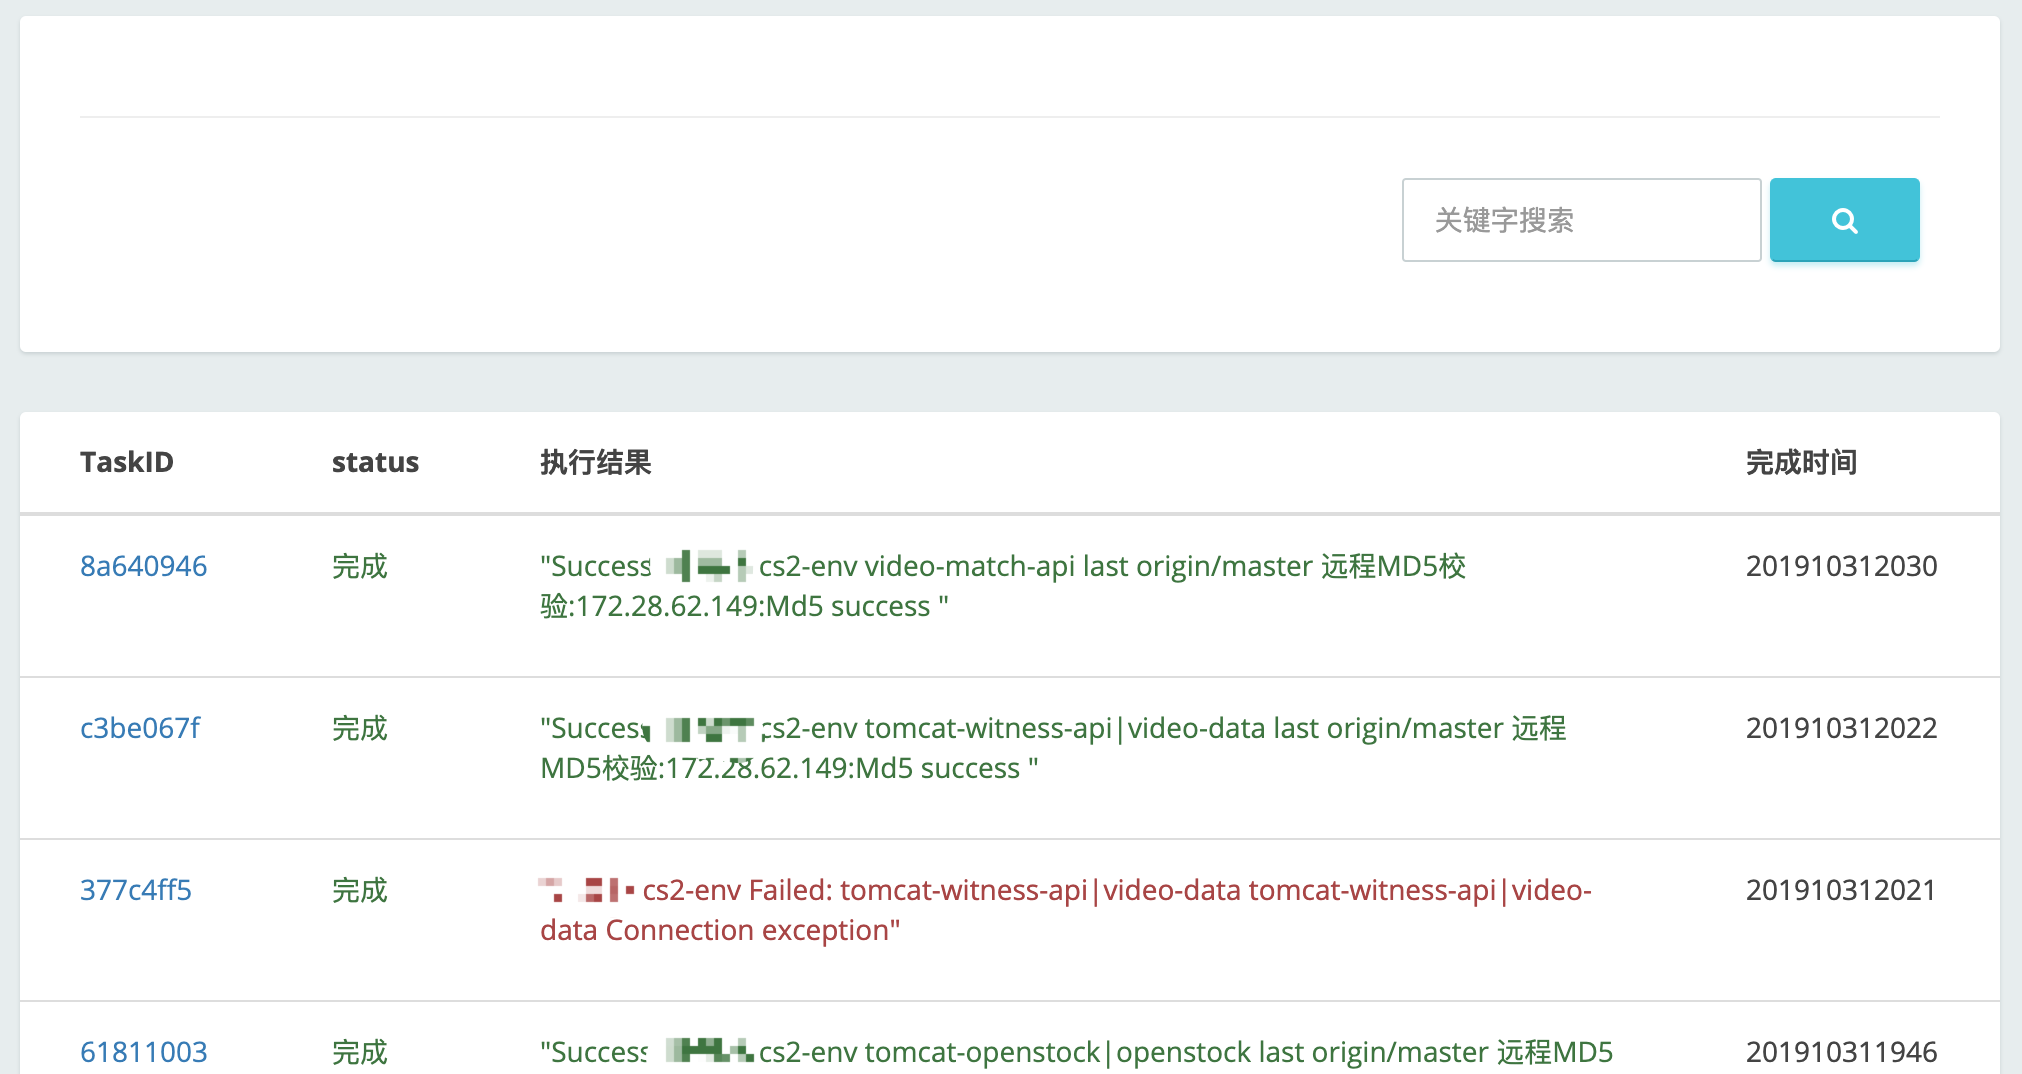 关键字搜索
TaskID status 执行结果 完成时间
8a640946 完成 "Success cs2-env video-match-api last origin/master 远程MD5校 201910312030
验:172.28.62.149:Md5 success "
c3be067f 完成 "Success cs2-env tomcat-witness-api|video-data last origin/master 远程 201910312022
MD5校验:172.28.62.149:Md5 success "
377c4ff5 完成 cs2-env Failed: tomcat-witness-api|video-data tomcat-witness-api|video- 201910312021
data Connection exception"
61811003 完成 "Success cs2-env tomcat-openstock|openstock last origin/master 远程MD5 201910311946